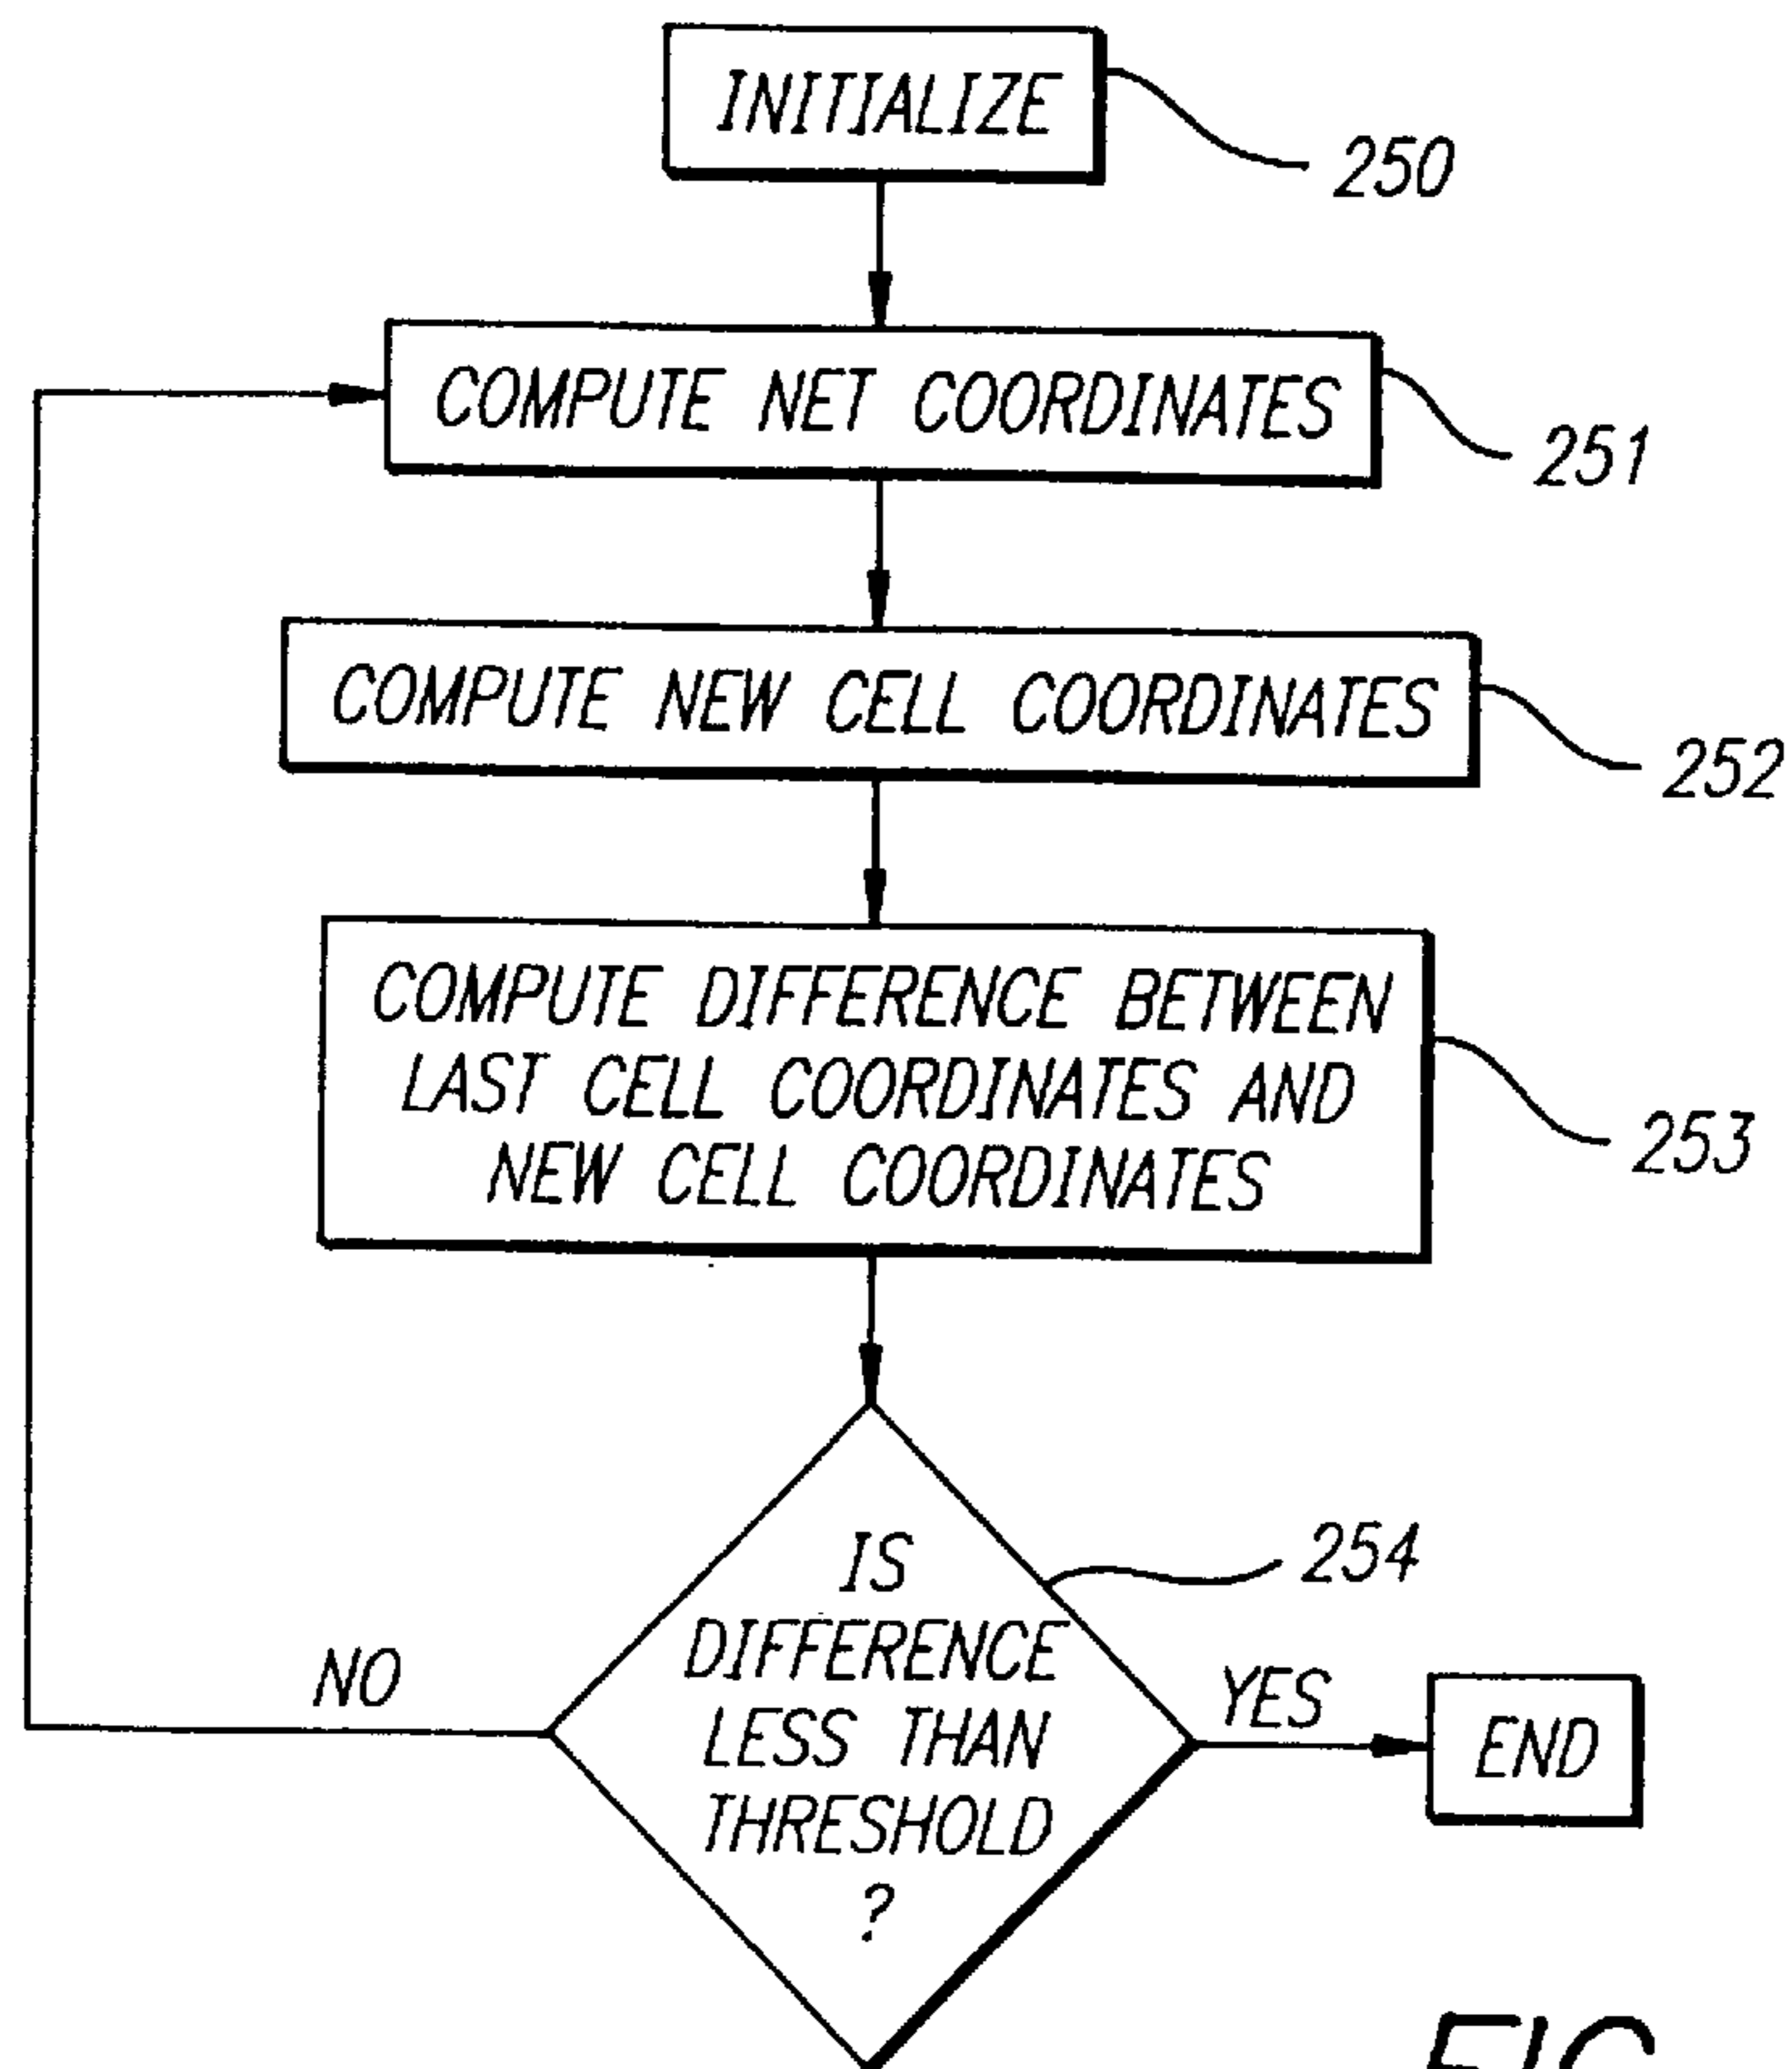 INITIALIZE
250
COMPUTE NET COORDINATES
251
COMPUTE NEW CELL COORDINATES
252
COMPUTE DIFFERENCE BETWEEN
LAST CELL COORDINATES AND
NEW CELL COORDINATES
253
IS
DIFFERENCE
LESS THAN
THRESHOLD
?
254
NO
YES
END
FIG